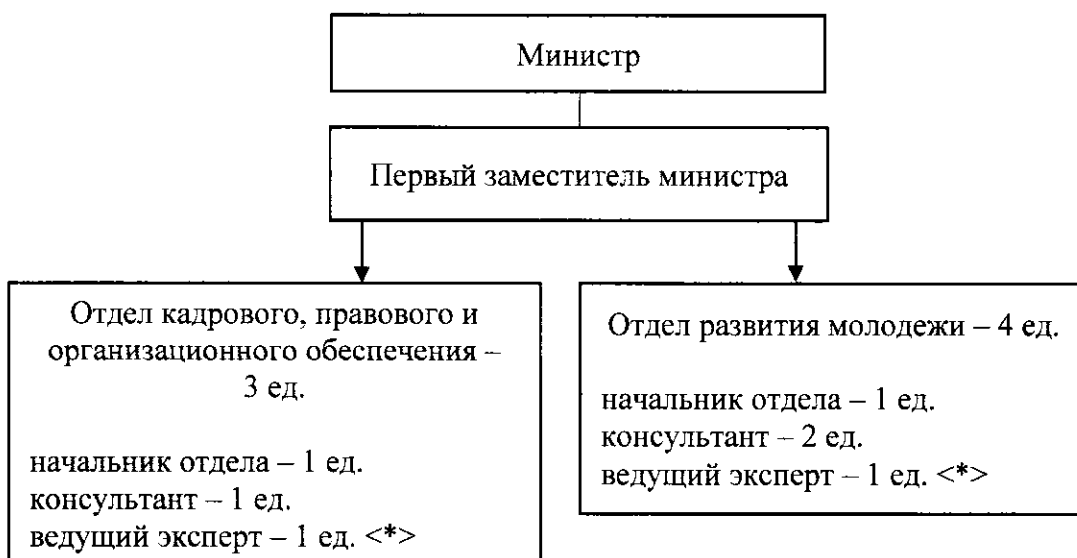 Министр
Первый заместитель министра
Отдел кадрового, правового и
организационного обеспечения –
3 ед.
начальник отдела – 1 ед.
консультант – 1 ед.
ведущий эксперт – 1 ед. <*>
Отдел развития молодежи – 4 ед.
начальник отдела – 1 ед.
консультант – 2 ед.
ведущий эксперт – 1 ед. <*>